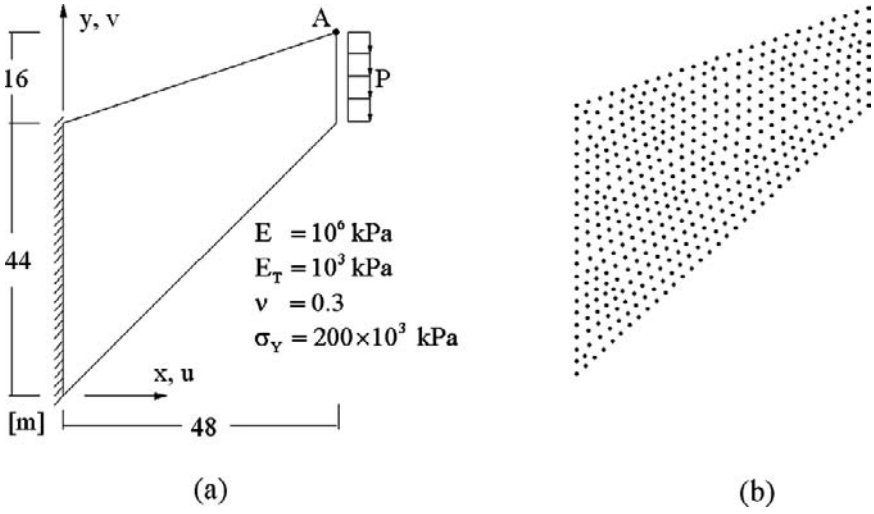 y, v
A
16
P
44
E = 10⁶ kPa
E_T = 10³ kPa
ν = 0.3
σ_Y = 200×10³ kPa
x, u
[m]
48
(a)
(b)